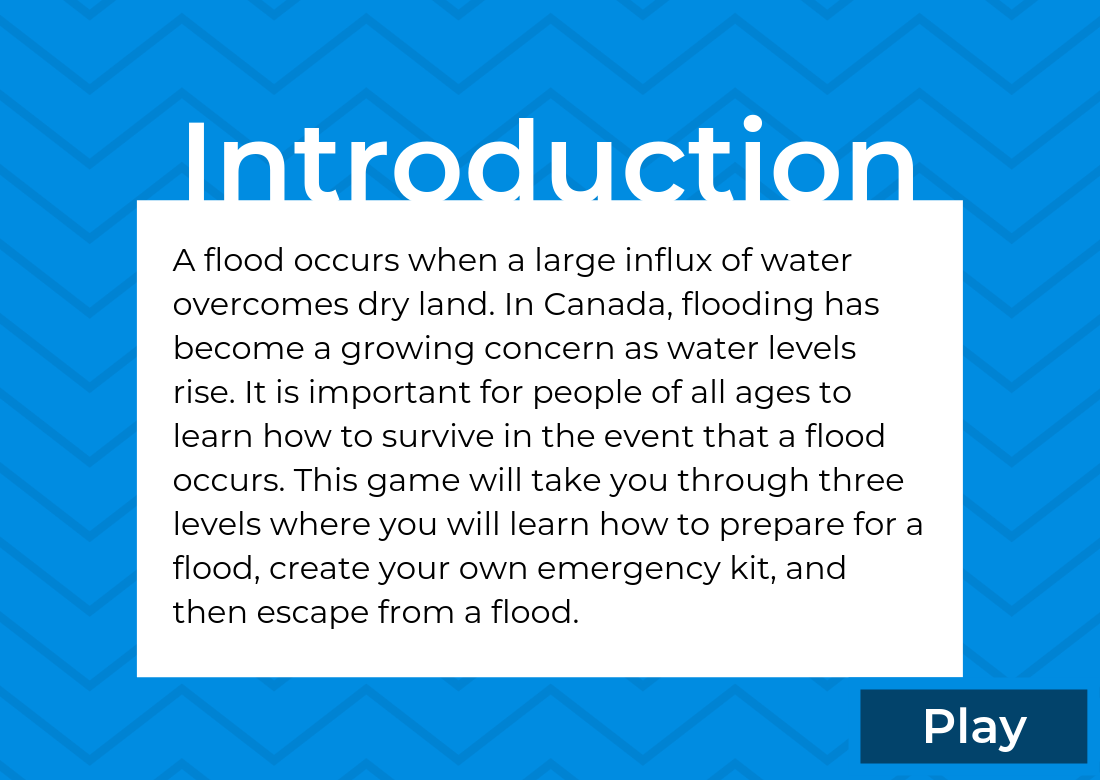 Introduction
A flood occurs when a large influx of water
overcomes dry land. In Canada, flooding has
become a growing concern as water levels
rise. It is important for people of all ages to
learn how to survive in the event that a flood
occurs. This game will take you through three
levels where you will learn how to prepare for a
flood, create your own emergency kit, and
then escape from a flood.
Play